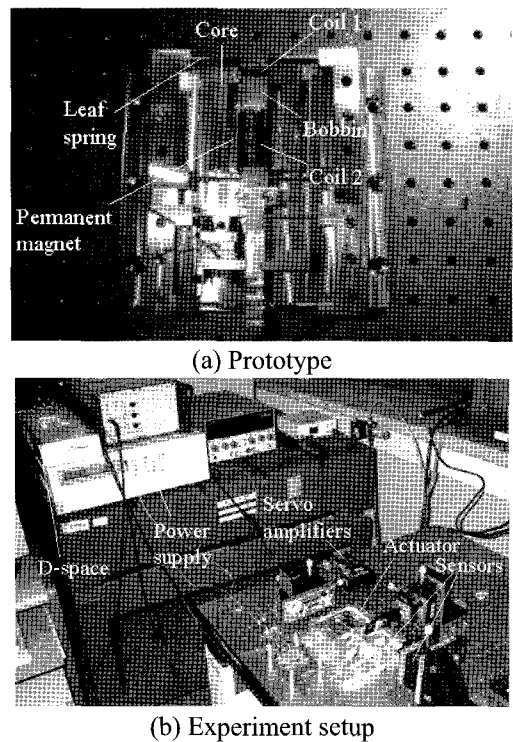 Coil 1
Core
Leaf
spring
Bobbin
Coil 2
Permanent
magnet
(a) Prototype
Servo
amplifiers
Power
supply
D-space
Actuator
Sensors
(b) Experiment setup